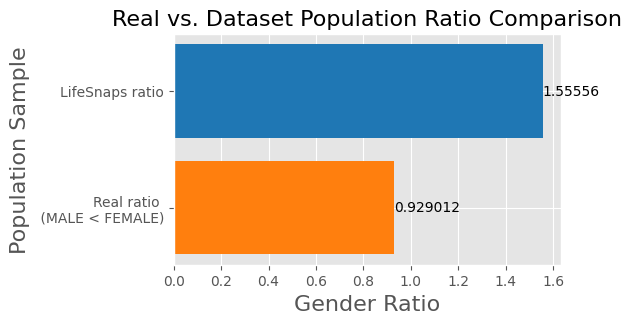 Real vs. Dataset Population Ratio Comparison
Population Sample
LifeSnaps ratio
1.55556
Real ratio
(MALE < FEMALE)
0.929012
0.0 0.2 0.4 0.6 0.8 1.0 1.2 1.4 1.6
Gender Ratio